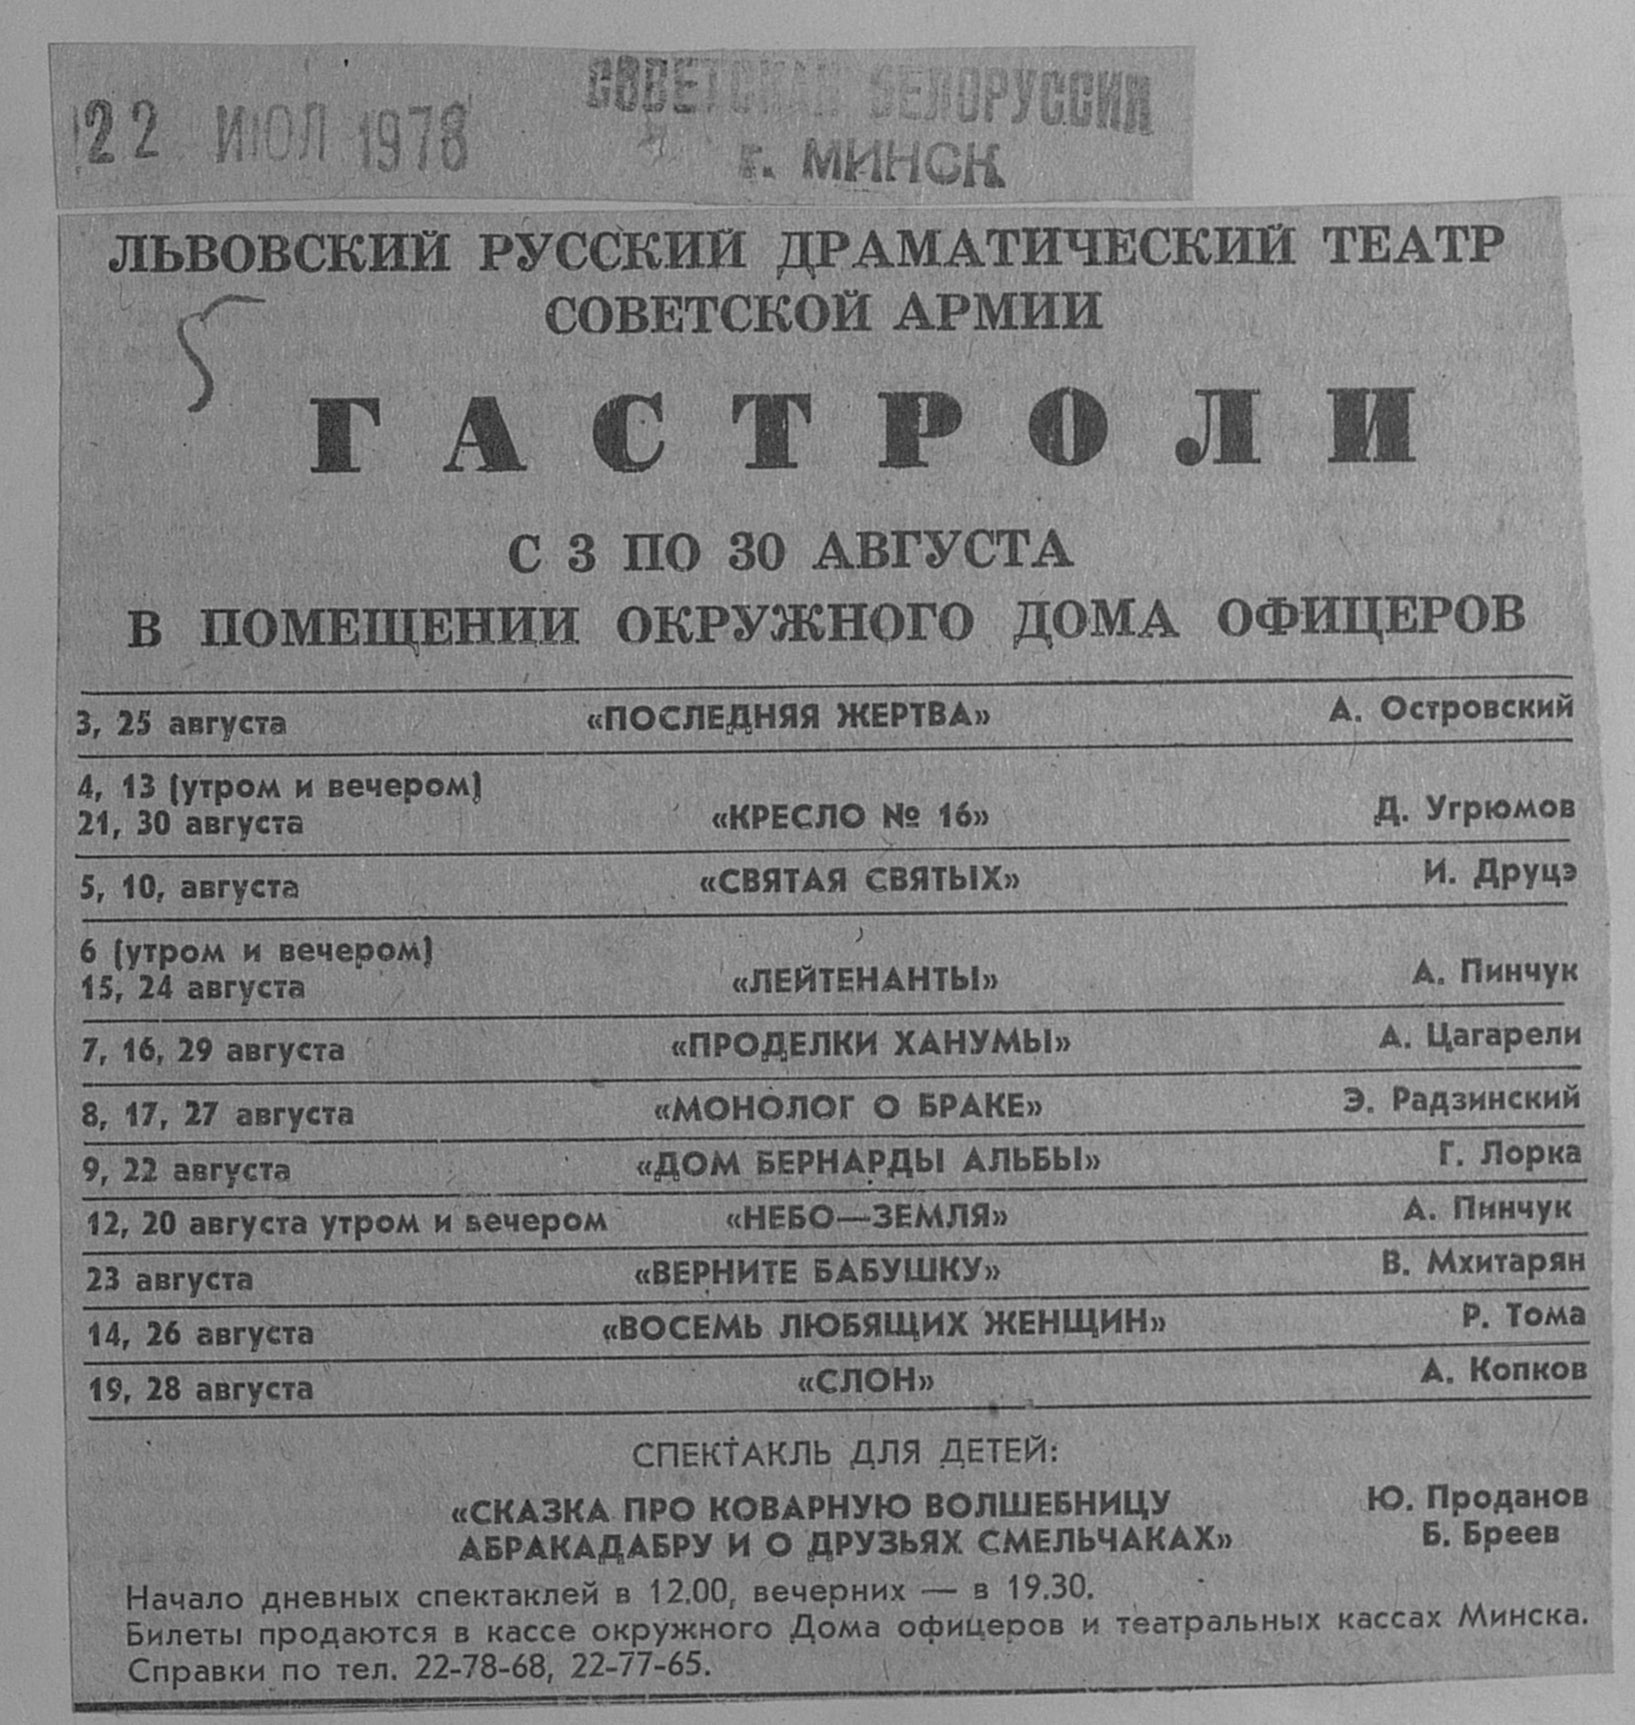 22 ИЮЛ 1978
СОВЕТСКАЯ БЕЛОРУССИЯ
г. МИНСК
ЛЬВОВСКИЙ РУССКИЙ ДРАМАТИЧЕСКИЙ ТЕАТР
СОВЕТСКОЙ АРМИИ
ГАСТРОЛИ
С 3 ПО 30 АВГУСТА
В ПОМЕЩЕНИИ ОКРУЖНОГО ДОМА ОФИЦЕРОВ
3, 25 августа «ПОСЛЕДНЯЯ ЖЕРТВА» А. Островский
4, 13 (утром и вечером)
21, 30 августа «КРЕСЛО № 16» Д. Угрюмов
5, 10, августа «СВЯТАЯ СВЯТЫХ» И. Друцэ
6 (утром и вечером)
15, 24 августа «ЛЕЙТЕНАНТЫ» А. Пинчук
7, 16, 29 августа «ПРОДЕЛКИ ХАНУМЫ» А. Цагарели
8, 17, 27 августа «МОНОЛОГ О БРАКЕ» Э. Радзинский
9, 22 августа «ДОМ БЕРНАРДЫ АЛЬБЫ» Г. Лорка
12, 20 августа утром и вечером «НЕБО—ЗЕМЛЯ» А. Пинчук
23 августа «ВЕРНИТЕ БАБУШКУ» В. Мхитарян
14, 26 августа «ВОСЕМЬ ЛЮБЯЩИХ ЖЕНЩИН» Р. Тома
19, 28 августа «СЛОН» А. Копков
СПЕКТАКЛЬ ДЛЯ ДЕТЕЙ:
«СКАЗКА ПРО КОВАРНУЮ ВОЛШЕБНИЦУ Ю. Проданов
АБРАКАДАБРУ И О ДРУЗЬЯХ СМЕЛЬЧАКАХ» Б. Бреев
Начало дневных спектаклей в 12.00, вечерних — в 19.30.
Билеты продаются в кассе окружного Дома офицеров и театральных кассах Минска.
Справки по тел. 22-78-68, 22-77-65.